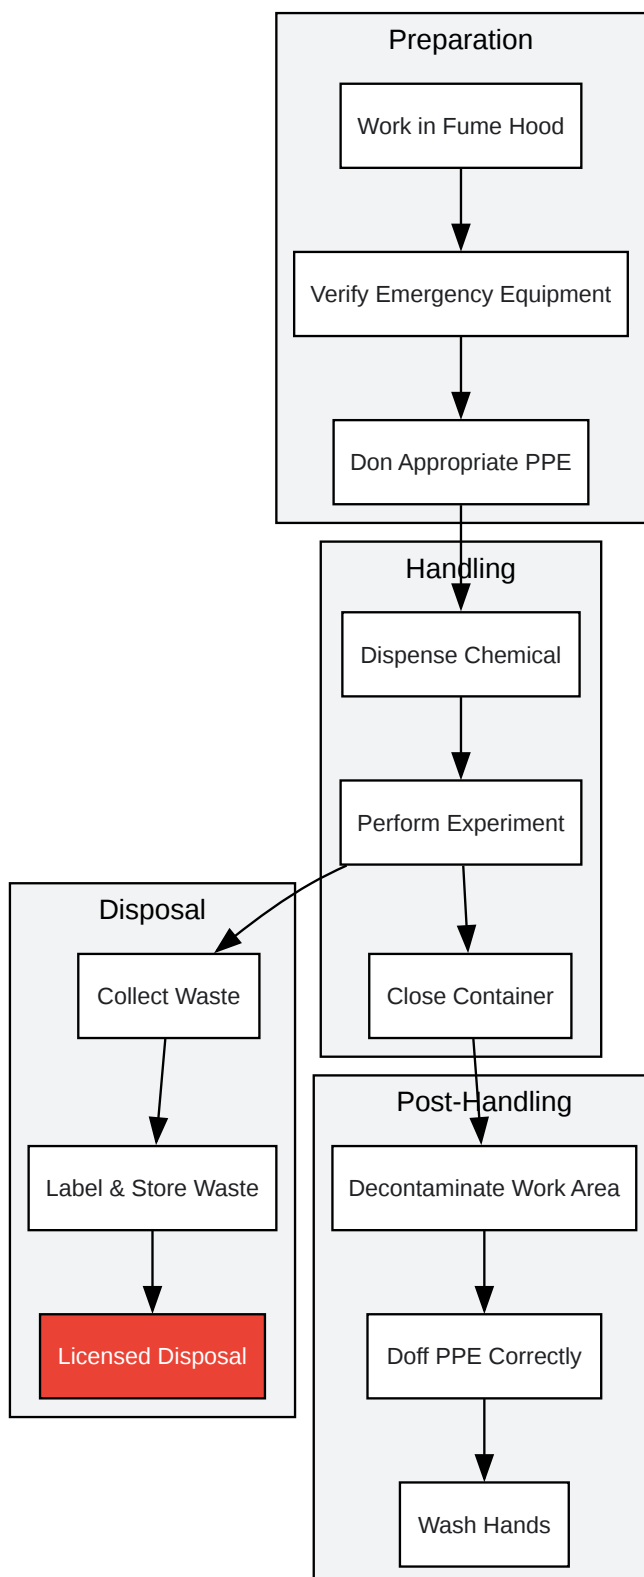 Preparation
Work in Fume Hood
Verify Emergency Equipment
Don Appropriate PPE
Handling
Dispense Chemical
Perform Experiment
Disposal
Collect Waste
Close Container
Post-Handling
Label & Store Waste
Decontaminate Work Area
Licensed Disposal
Doff PPE Correctly
Wash Hands